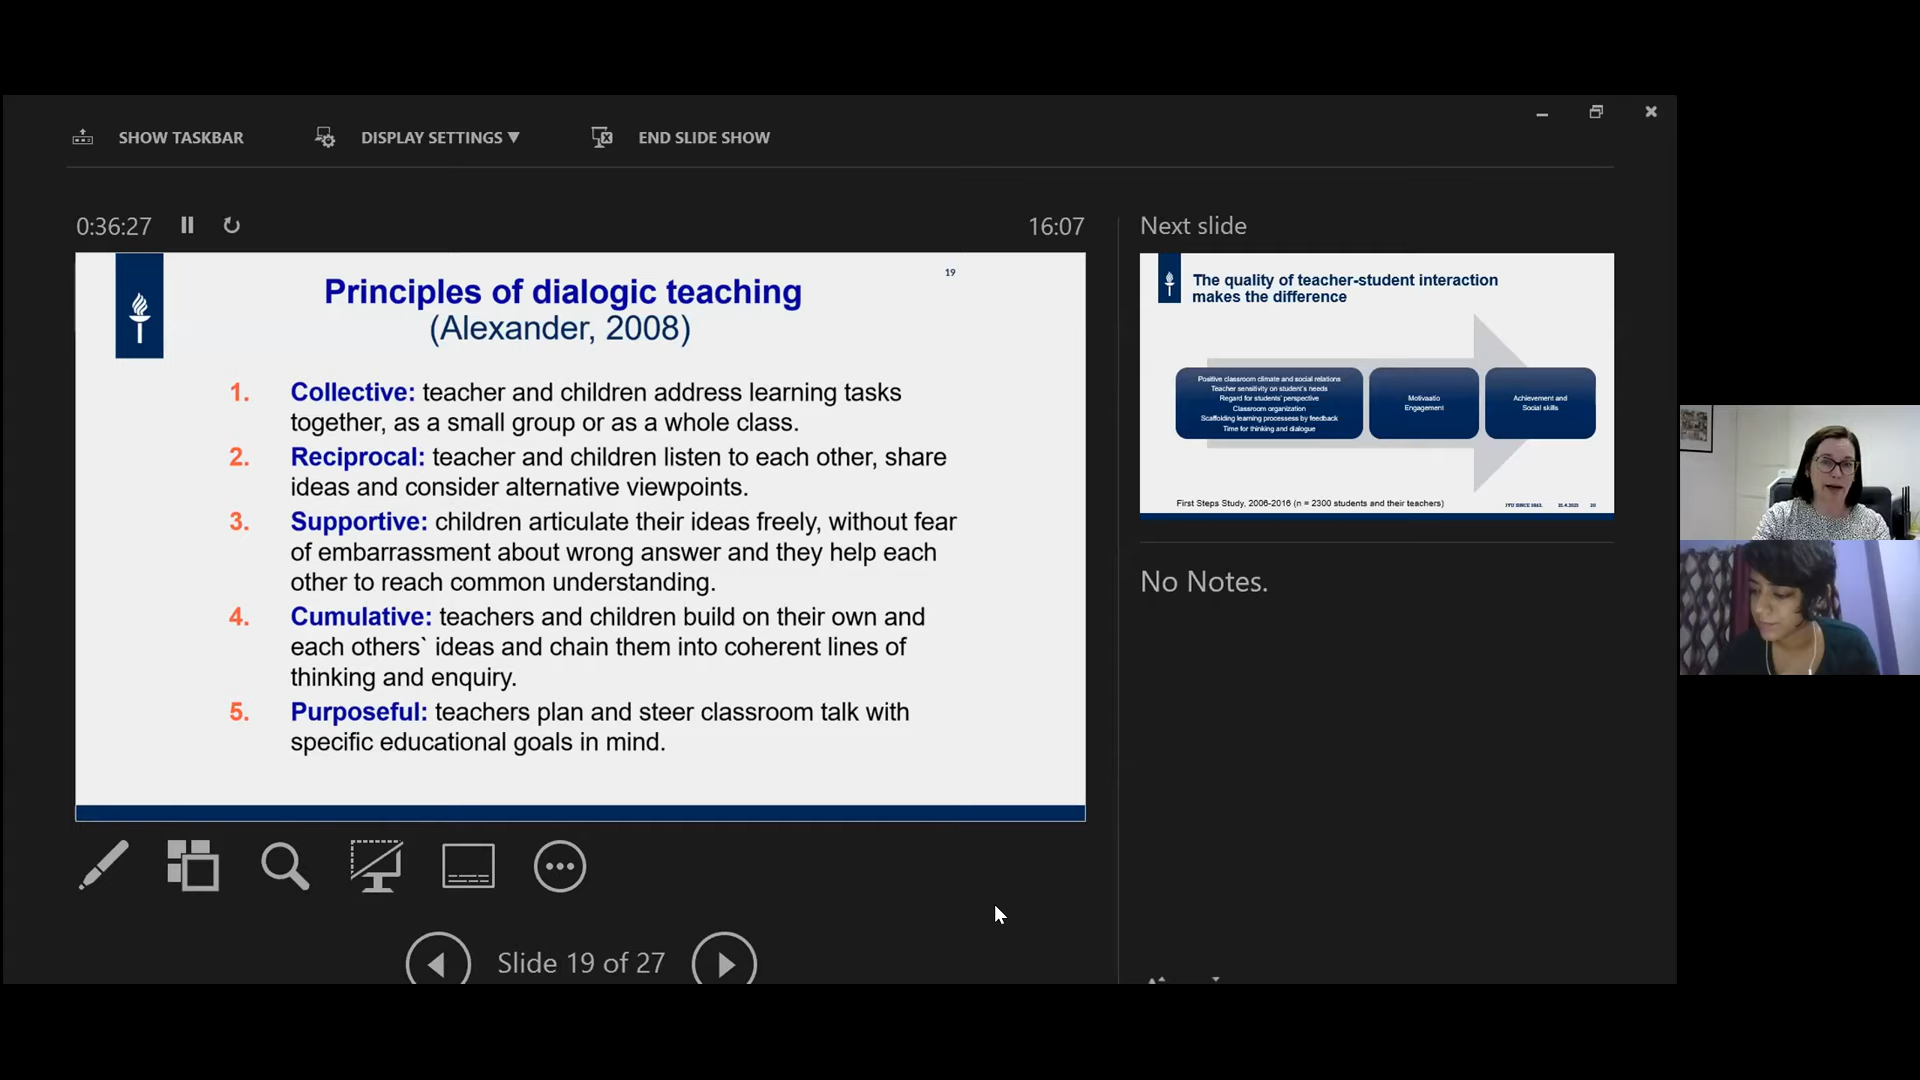 SHOW TASKBAR
DISPLAY SETTINGS ▼
END SLIDE SHOW
0:36:27
16:07
19
Principles of dialogic teaching
(Alexander, 2008)
1. Collective: teacher and children address learning tasks
together, as a small group or as a whole class.
2. Reciprocal: teacher and children listen to each other, share
ideas and consider alternative viewpoints.
3. Supportive: children articulate their ideas freely, without fear
of embarrassment about wrong answer and they help each
other to reach common understanding.
4. Cumulative: teachers and children build on their own and
each others` ideas and chain them into coherent lines of
thinking and enquiry.
5. Purposeful: teachers plan and steer classroom talk with
specific educational goals in mind.
Slide 19 of 27
Next slide
The quality of teacher-student interaction
makes the difference
Positive classroom climate and social relations
Teacher sensitivity on student's needs
Regard for students' perspective
Classroom organization
Scaffolding learning processess by feedback
Time for thinking and dialogue
Motivaatio
Engagement
Achievement and
Social skills
First Steps Study, 2006-2016 (n = 2300 students and their teachers)
JYU SINCE 1863.
20
No Notes.